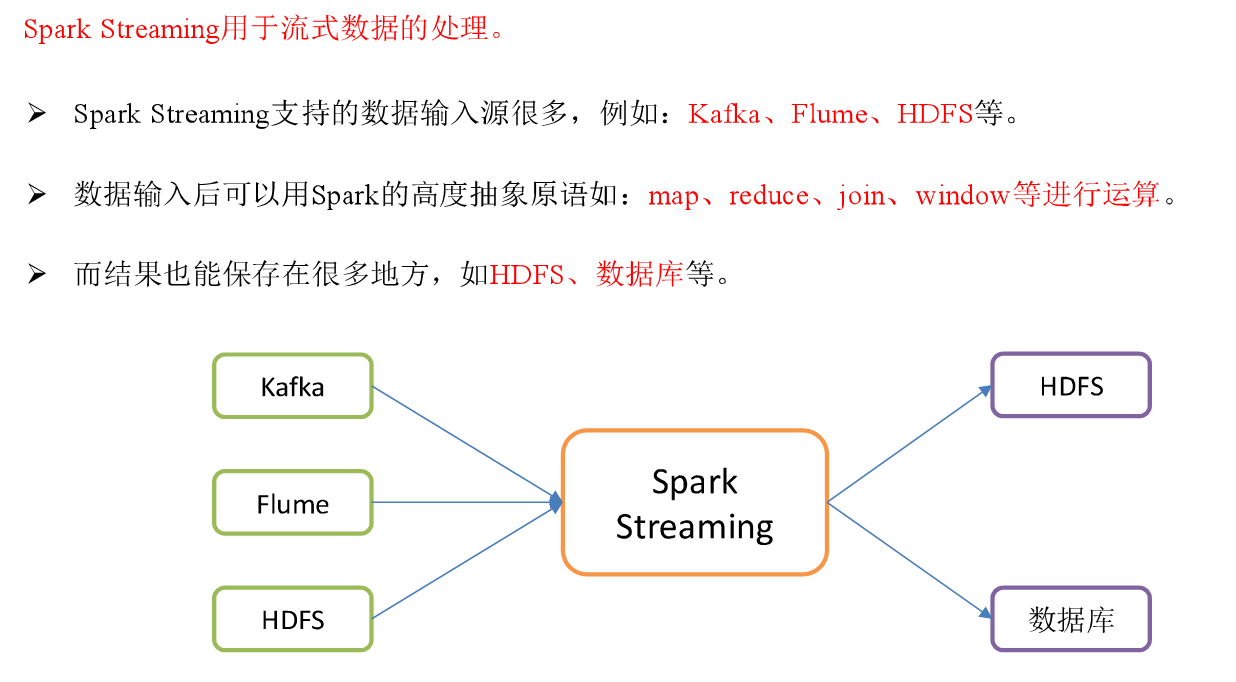 Spark Streaming用于流式数据的处理。
➢ Spark Streaming支持的数据输入源很多，例如：Kafka、Flume、HDFS等。
➢ 数据输入后可以用Spark的高度抽象原语如：map、reduce、join、window等进行运算。
➢ 而结果也能保存在很多地方，如HDFS、数据库等。
Kafka
Flume
HDFS
Spark
Streaming
HDFS
数据库